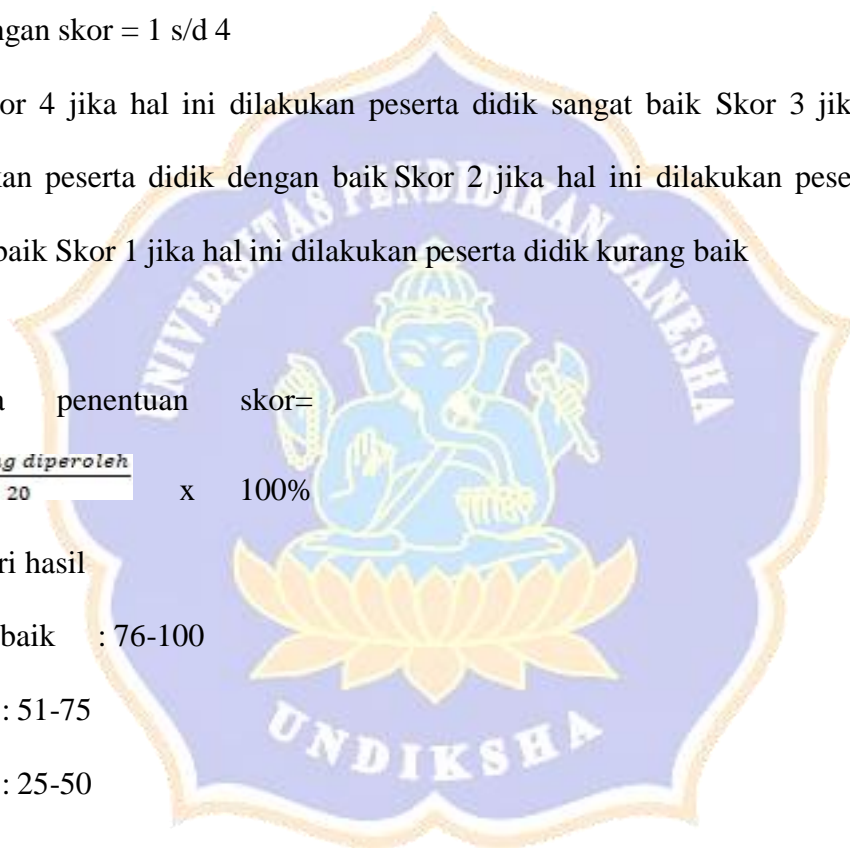 ngan skor = 1 s/d 4
or 4 jika hal ini dilakukan peserta didik sangat baik Skor 3 jik
kan peserta didik dengan baik Skor 2 jika hal ini dilakukan pese
baik Skor 1 jika hal ini dilakukan peserta didik kurang baik
UNIVERSITAS PENDIDIKAN GANESHA
a penentuan skor=
g diperoleh
20
x 100%
ri hasil
baik : 76-100
: 51-75
: 25-50
UNDIKSHA